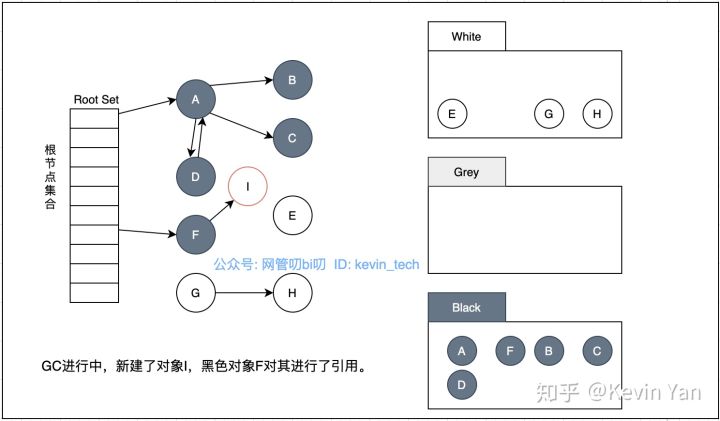 Root Set
根节点集合
A
B
C
D
I
E
F
公众号: 网管叨bi叨 ID: kevin_tech
G
H
GC进行中，新建了对象I，黑色对象F对其进行了引用。
White
E
G
H
Grey
Black
A
F
B
C
D
知乎 @Kevin Yan